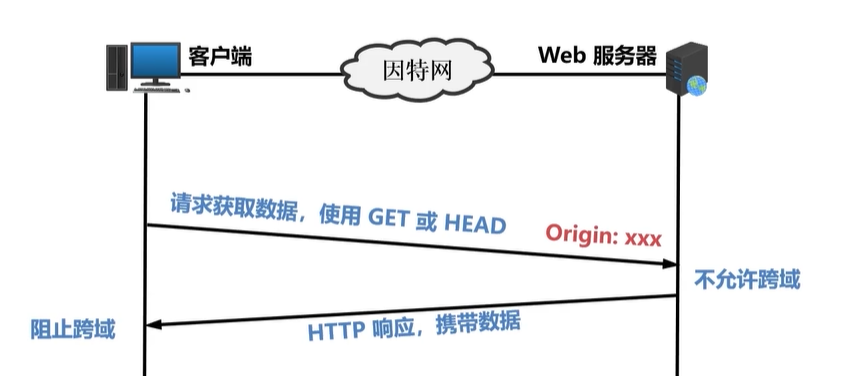 客户端
因特网
Web 服务器
请求获取数据，使用 GET 或 HEAD
Origin: xxx
不允许跨域
阻止跨域
HTTP 响应，携带数据